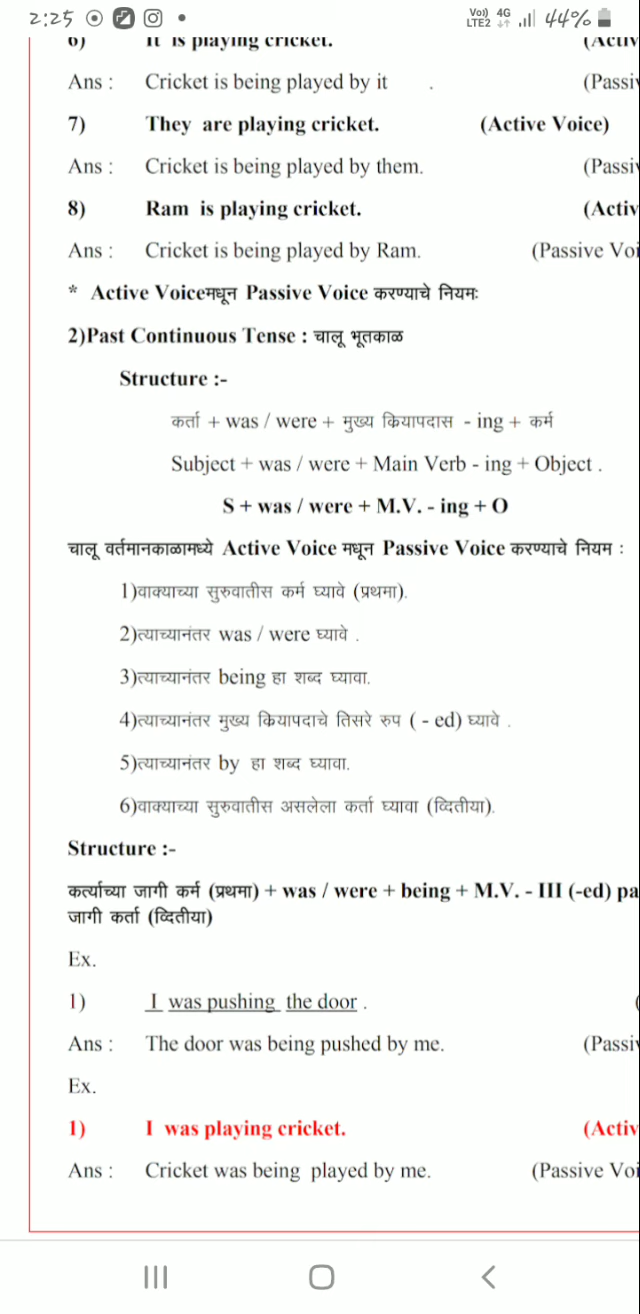 2:25
Vo)) 4G
LTE2
44%
6) It is playing cricket.
Ans : Cricket is being played by it .
7) They are playing cricket. (Active Voice)
Ans : Cricket is being played by them.
8) Ram is playing cricket.
Ans : Cricket is being played by Ram. (Passive
* Active Voiceमधून Passive Voice करण्याचे नियमः
2)Past Continuous Tense : चालू भूतकाळ
Structure :-
कर्ता + was / were + मुख्य कियापदास - ing + कर्म
Subject + was / were + Main Verb - ing + Object .
S + was / were + M.V. - ing + O
चालू वर्तमानकाळामध्ये Active Voice मधून Passive Voice करण्याचे नियम :
1)वाक्याच्या सुरुवातीस कर्म घ्यावे (प्रथमा).
2)त्याच्यानंतर was / were घ्यावे .
3)त्याच्यानंतर being हा शब्द घ्यावा.
4)त्याच्यानंतर मुख्य कियापदाचे तिसरे रुप ( - ed) घ्यावे .
5)त्याच्यानंतर by हा शब्द घ्यावा.
6)वाक्याच्या सुरुवातीस असलेला कर्ता घ्यावा (व्दितीया).
Structure :-
कर्त्याच्या जागी कर्म (प्रथमा) + was / were + being + M.V. - III (-ed) pa
जागी कर्ता (व्दितीया)
Ex.
1) I was pushing the door .
Ans : The door was being pushed by me.
Ex.
1) I was playing cricket.
Ans : Cricket was being played by me. (Passive